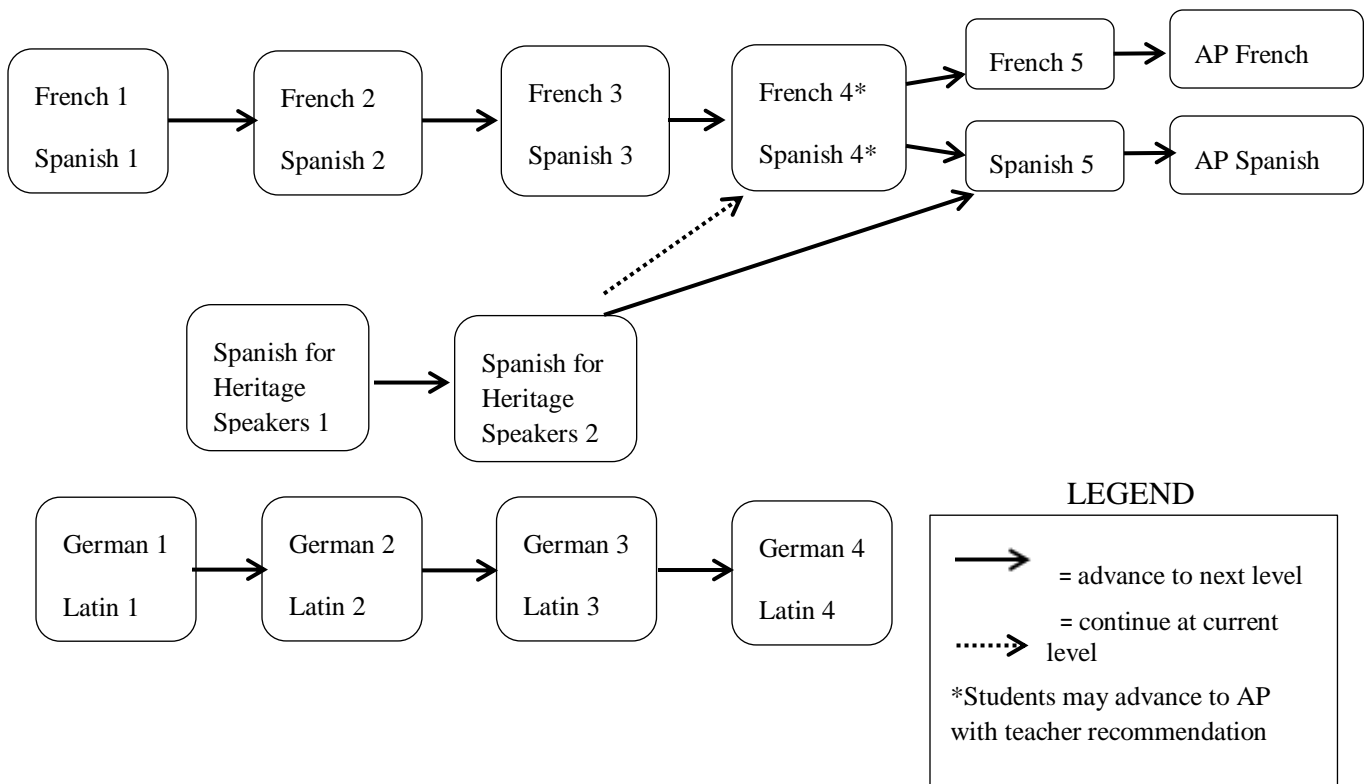 French 1
Spanish 1
French 2
Spanish 2
French 3
Spanish 3
French 4*
Spanish 4*
French 5
AP French
Spanish 5
AP Spanish
Spanish for
Heritage
Speakers 1
Spanish for
Heritage
Speakers 2
German 1
Latin 1
German 2
Latin 2
German 3
Latin 3
German 4
Latin 4
LEGEND
= advance to next level
= continue at current
level
*Students may advance to AP
with teacher recommendation